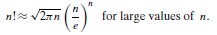 n! ≈ √2πn (n/e)^n for large values of n.